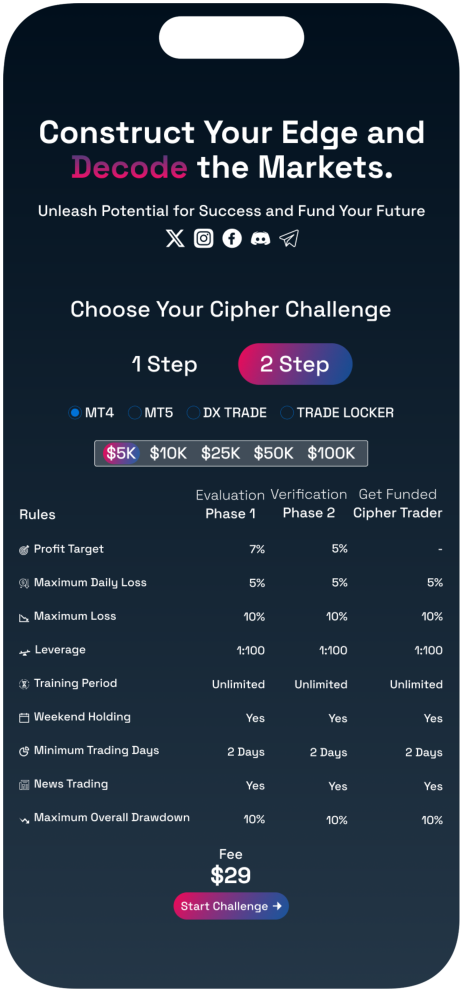 Construct Your Edge and
Decode the Markets.
Unleash Potential for Success and Fund Your Future
Choose Your Cipher Challenge
1 Step 2 Step
MT4 MT5 DX TRADE TRADE LOCKER
$5K $10K $25K $50K $100K
Evaluation Verification Get Funded
Rules Phase 1 Phase 2 Cipher Trader
Profit Target 7% 5% -
Maximum Daily Loss 5% 5% 5%
Maximum Loss 10% 10% 10%
Leverage 1:100 1:100 1:100
Training Period Unlimited Unlimited Unlimited
Weekend Holding Yes Yes Yes
Minimum Trading Days 2 Days 2 Days 2 Days
News Trading Yes Yes Yes
Maximum Overall Drawdown 10% 10% 10%
Fee
$29
Start Challenge →